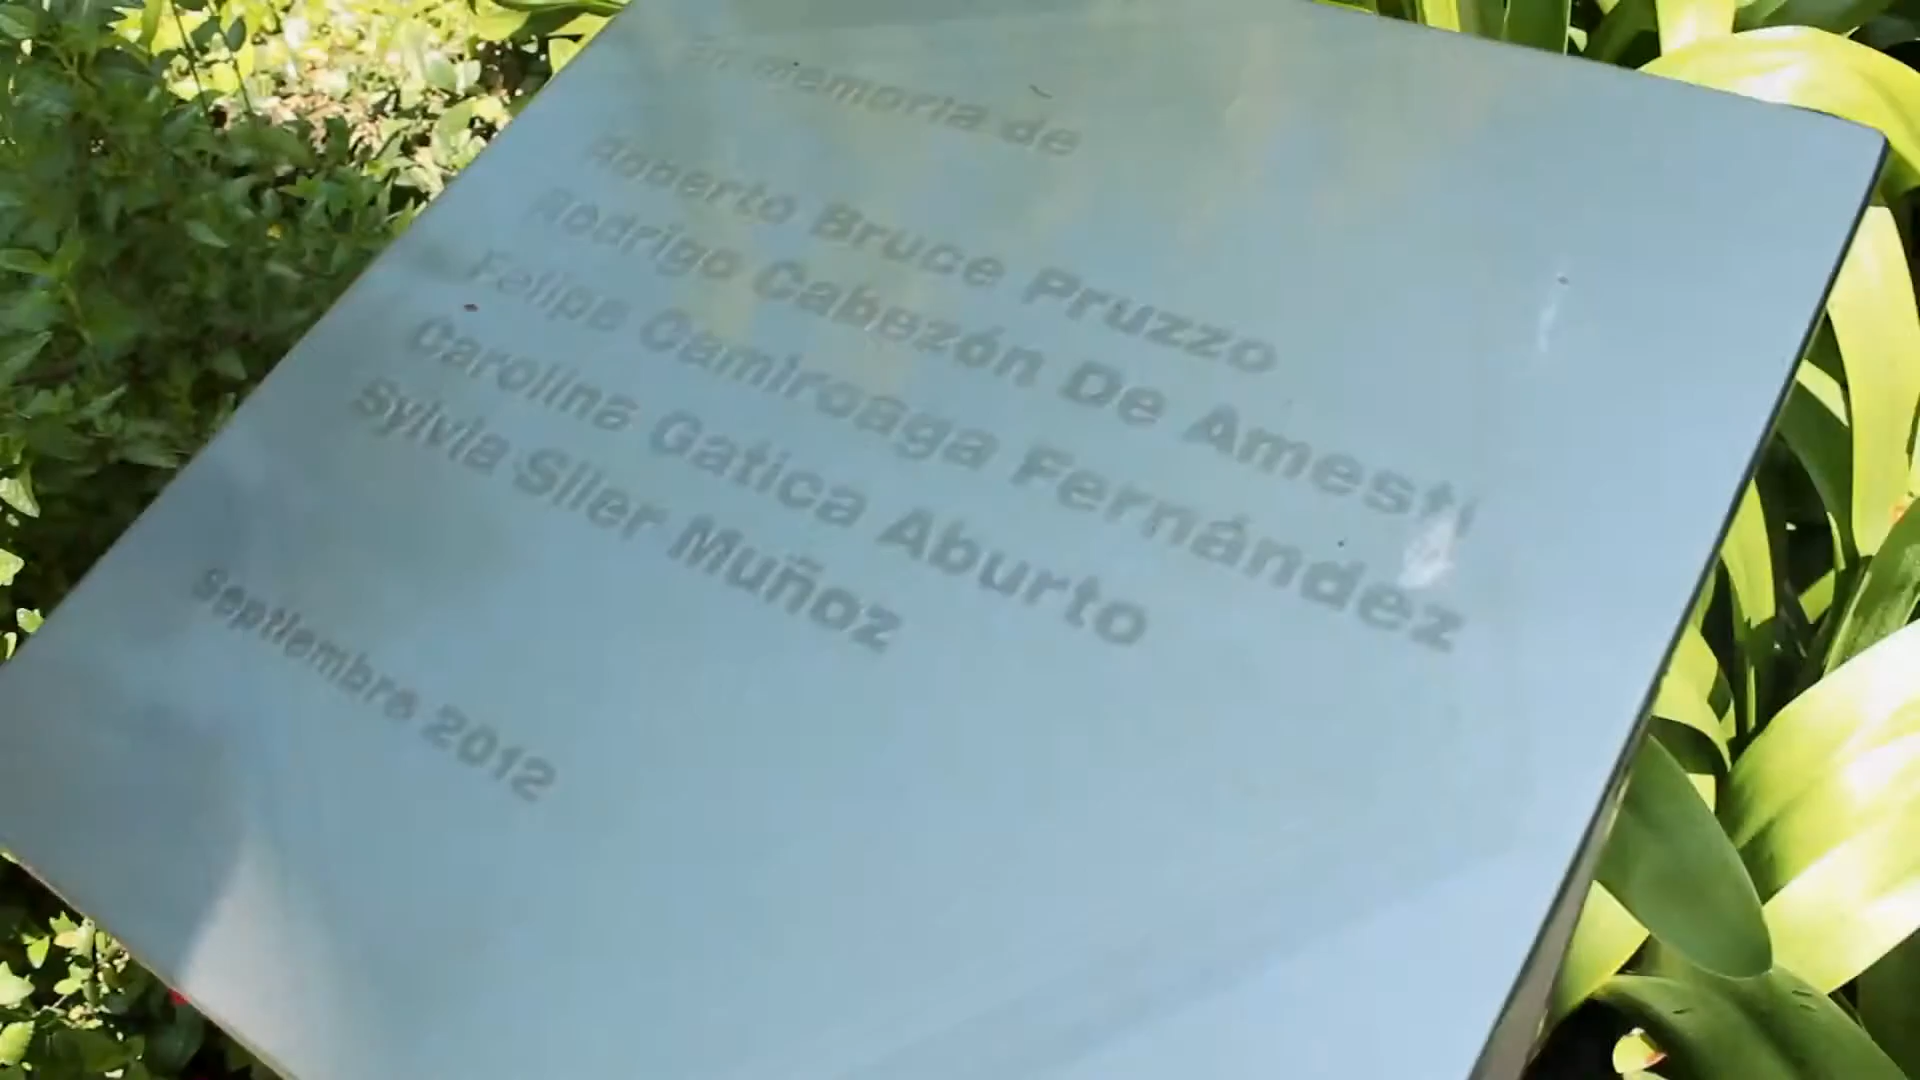 en memoria de
Roberto Bruce Pruzzo
Rodrigo Cabezón De Amesti
Felipe Camiroaga Fernández
Carolina Gatica Aburto
Sylvia Slier Muñoz
septiembre 2012